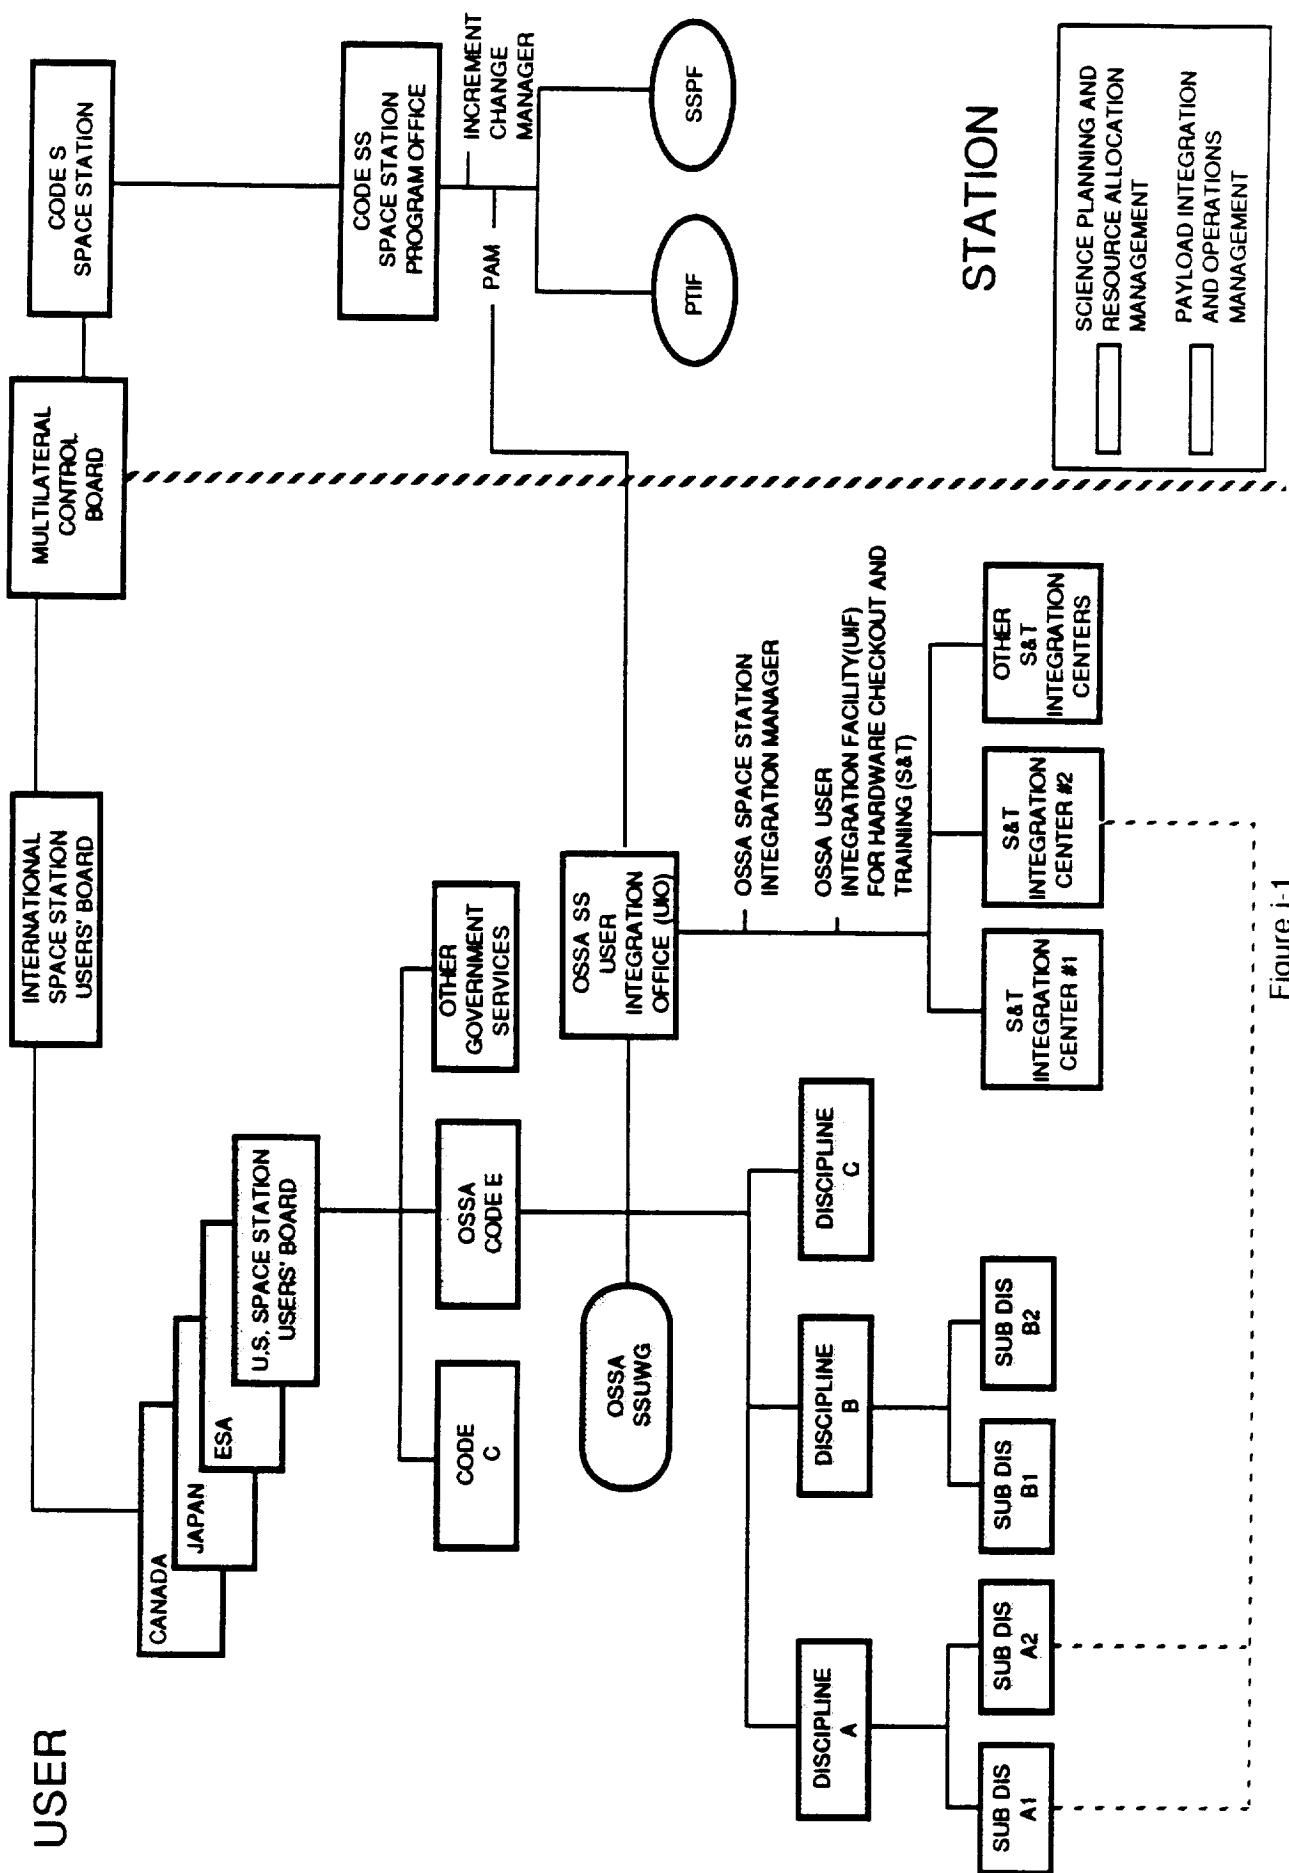 USER
INTERNATIONAL
SPACE STATION
USERS' BOARD
MULTILATERAL
CONTROL
BOARD
CODE S
SPACE STATION
CANADA
JAPAN
ESA
U.S. SPACE STATION
USERS' BOARD
CODE
C
OSSA
CODE E
OTHER
GOVERNMENT
SERVICES
CODE SS
SPACE STATION
PROGRAM OFFICE
INCREMENT
CHANGE
MANAGER
PAM
PTIF
SSPF
OSSA
SSUWG
OSSA SS
USER
INTEGRATION
OFFICE (UIO)
OSSA SPACE STATION
INTEGRATION MANAGER
OSSA USER
INTEGRATION FACILITY(UIF)
FOR HARDWARE CHECKOUT AND
TRAINING (S&T)
DISCIPLINE
A
DISCIPLINE
B
DISCIPLINE
C
SUB DIS
A1
SUB DIS
A2
SUB DIS
B1
SUB DIS
B2
S&T
INTEGRATION
CENTER #1
S&T
INTEGRATION
CENTER #2
OTHER
S&T
INTEGRATION
CENTERS
STATION
SCIENCE PLANNING AND
RESOURCE ALLOCATION
MANAGEMENT
PAYLOAD INTEGRATION
AND OPERATIONS
MANAGEMENT
Figure i-1